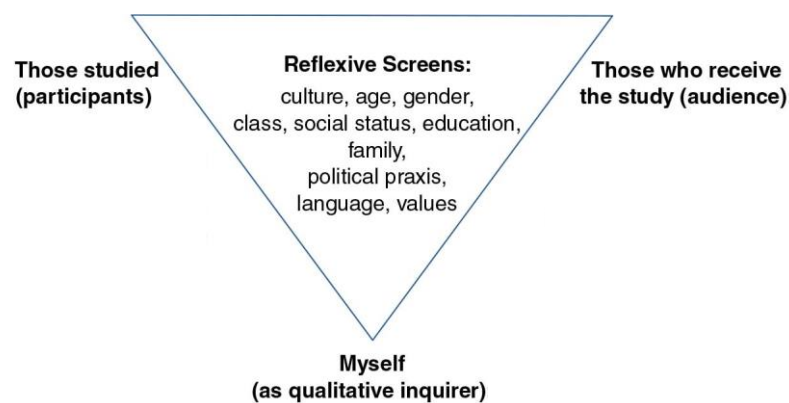 Those studied
(participants)
Reflexive Screens:
culture, age, gender,
class, social status, education,
family,
political praxis,
language, values
Those who receive
the study (audience)
Myself
(as qualitative inquirer)